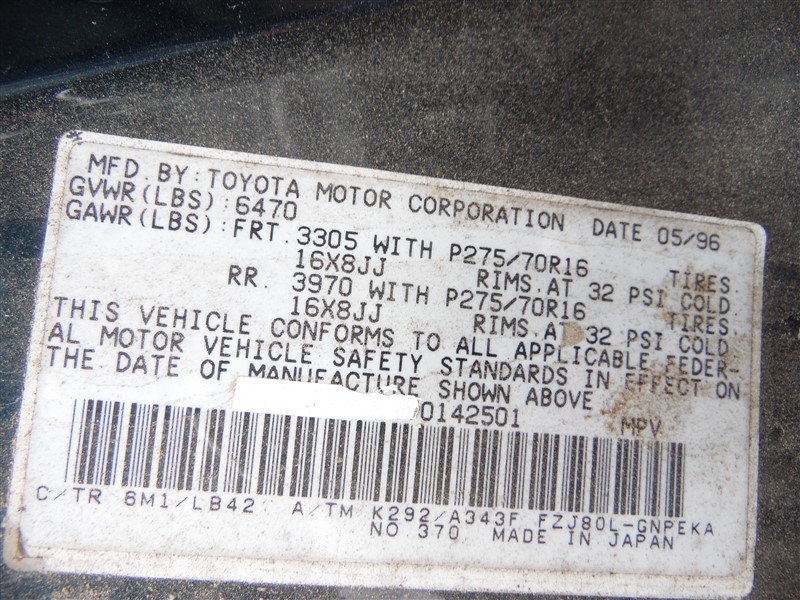 MFD. BY: TOYOTA MOTOR CORPORATION DATE 05/96
GVWR(LBS): 6470
GAWR(LBS): FRT. 3305 WITH P275/70R16 TIRES.
16X8JJ RIMS. AT 32 PSI COLD
RR. 3970 WITH P275/70R16 TIRES.
16X8JJ RIMS. AT 32 PSI COLD
THIS VEHICLE CONFORMS TO ALL APPLICABLE FEDER-
AL MOTOR VEHICLE SAFETY STANDARDS IN EFFECT ON
THE DATE OF MANUFACTURE SHOWN ABOVE
0142501 MPV
C/TR 6M1/LB42 A/TM K292/A343F FZJ80L-GNPEKA
NO 370 MADE IN JAPAN